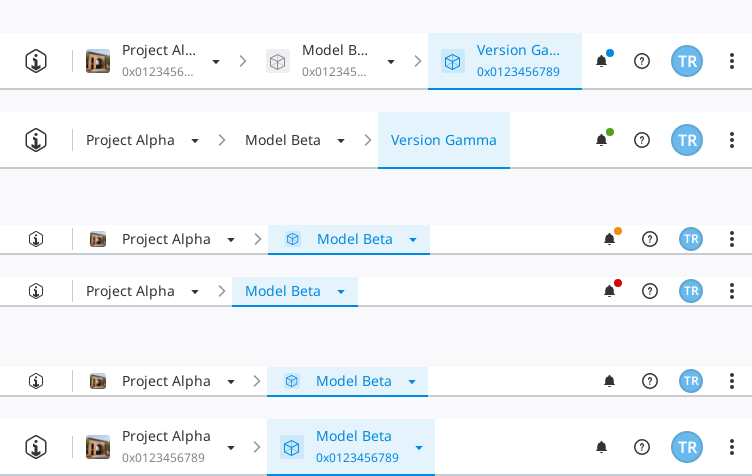 Project Al... Model B... Version Ga...
0x0123456... 0x012345... 0x0123456789 TR
Project Alpha Model Beta Version Gamma TR
Project Alpha Model Beta TR
Project Alpha Model Beta TR
Project Alpha Model Beta TR
Project Alpha Model Beta
0x0123456789 0x0123456789 TR